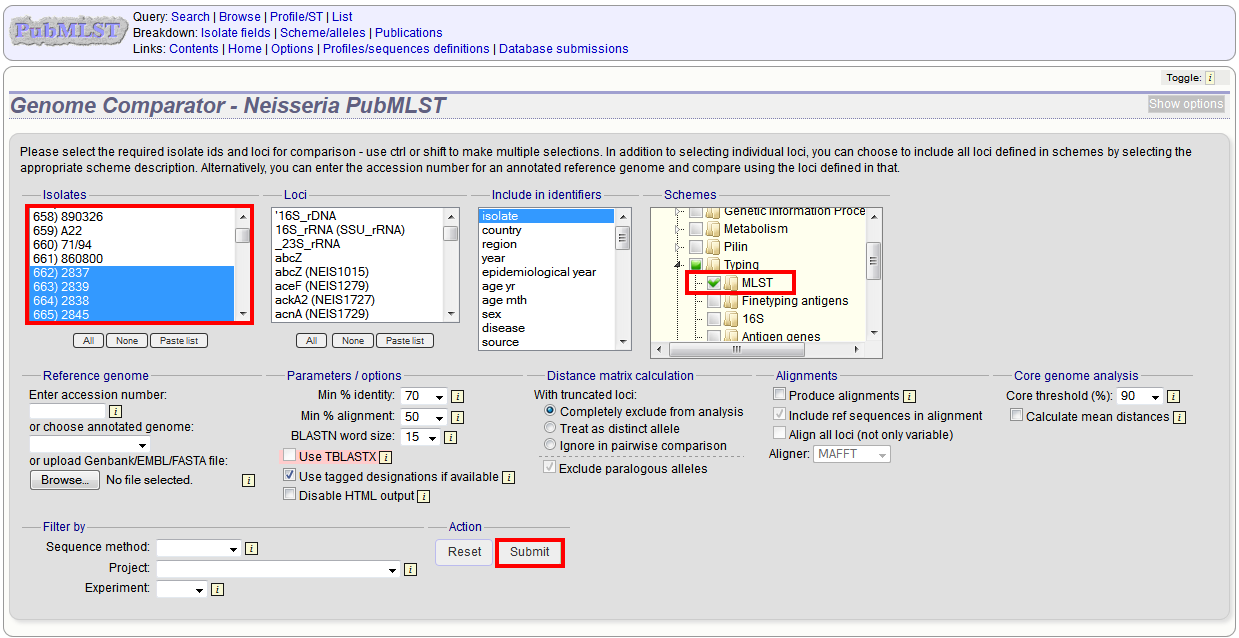 PubMLST
Query: Search | Browse | Profile/ST | List
Breakdown: Isolate fields | Scheme/alleles | Publications
Links: Contents | Home | Options | Profiles/sequences definitions | Database submissions
Toggle: i
Genome Comparator - Neisseria PubMLST
Show options
Please select the required isolate ids and loci for comparison - use ctrl or shift to make multiple selections. In addition to selecting individual loci, you can choose to include all loci defined in schemes by selecting the
appropriate scheme description. Alternatively, you can enter the accession number for an annotated reference genome and compare using the loci defined in that.
Isolates
658) 890326
659) A22
660) 71/94
661) 860800
662) 2837
663) 2839
664) 2838
665) 2845
All None Paste list
Loci
'16S_rDNA
16S_rRNA (SSU_rRNA)
_23S_rRNA
abcZ
abcZ (NEIS1015)
aceF (NEIS1279)
ackA2 (NEIS1727)
acnA (NEIS1729)
All None Paste list
Include in identifiers
isolate
country
region
year
epidemiological year
age yr
age mth
sex
disease
source
Schemes
Genetic Information Proce
Metabolism
Pilin
Typing
MLST
Finetyping antigens
16S
Antigen genes
Reference genome
Enter accession number:
i
or choose annotated genome:
or upload Genbank/EMBL/FASTA file:
Browse... No file selected. i
Parameters / options
Min % identity: 70 i
Min % alignment: 50 i
BLASTN word size: 15 i
Use TBLASTX i
Use tagged designations if available i
Disable HTML output i
Distance matrix calculation
With truncated loci:
Completely exclude from analysis
Treat as distinct allele
Ignore in pairwise comparison
Exclude paralogous alleles
Alignments
Produce alignments i
Include ref sequences in alignment
Align all loci (not only variable)
Aligner: MAFFT
Core genome analysis
Core threshold (%): 90 i
Calculate mean distances i
Filter by
Sequence method: i
Project: i
Experiment: i
Action
Reset Submit